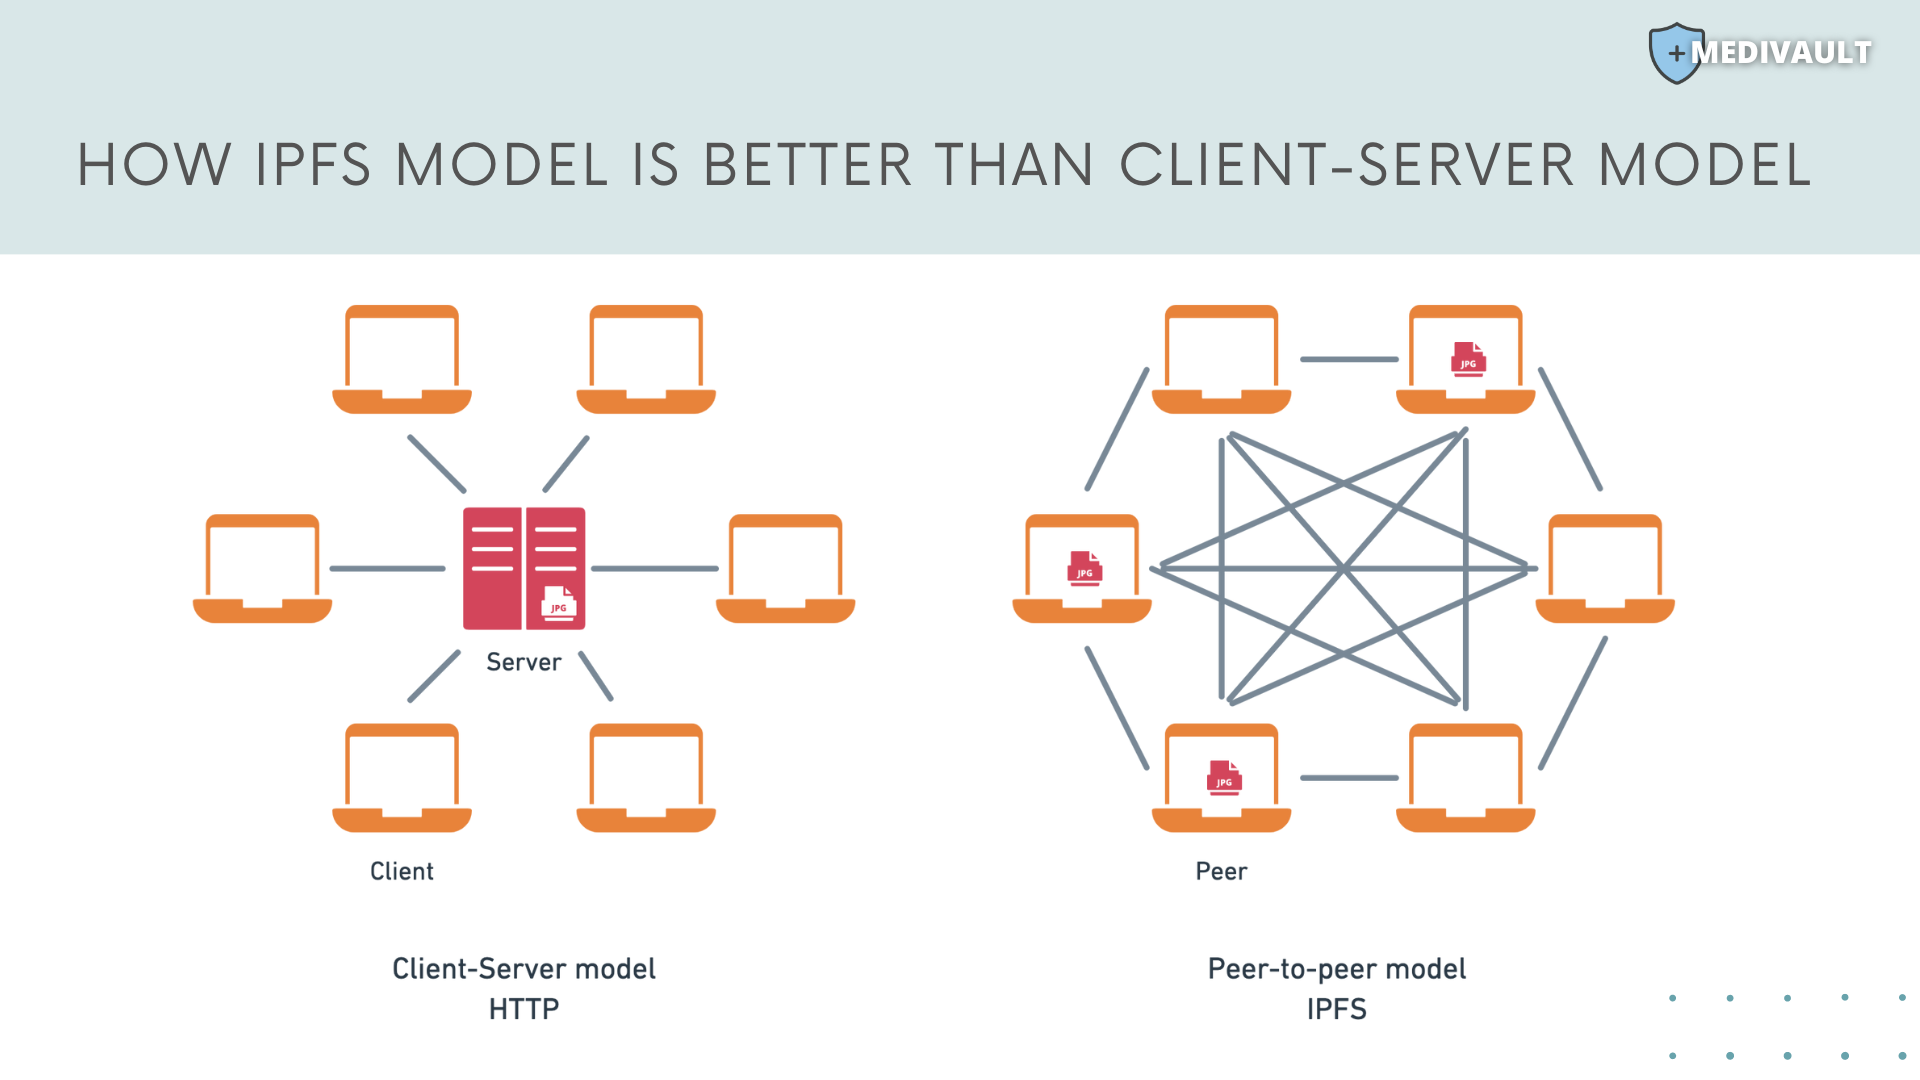 + MEDIVAULT
HOW IPFS MODEL IS BETTER THAN CLIENT-SERVER MODEL
JPG
JPG
JPG
Server
JPG
Client
Peer
Client-Server model
HTTP
Peer-to-peer model
IPFS